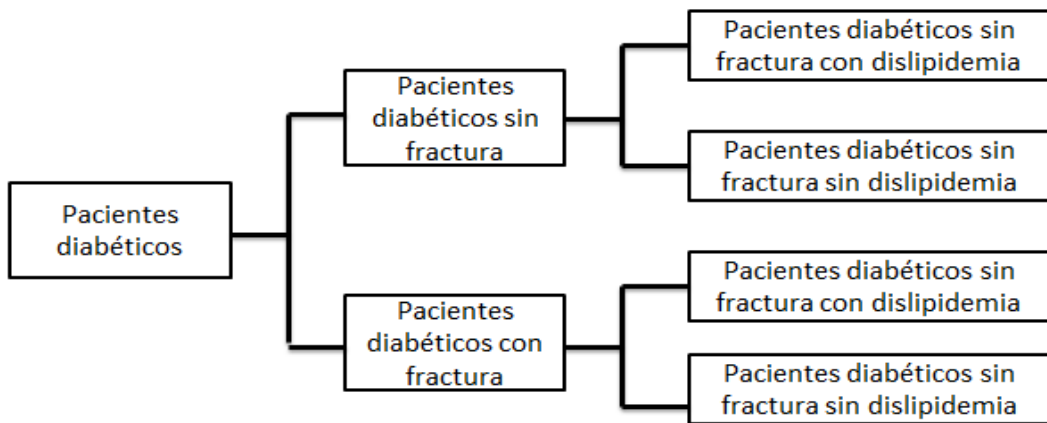 Pacientes
diabéticos
Pacientes
diabéticos sin
fractura
Pacientes diabéticos sin
fractura con dislipidemia
Pacientes diabéticos sin
fractura sin dislipidemia
Pacientes
diabéticos con
fractura
Pacientes diabéticos sin
fractura con dislipidemia
Pacientes diabéticos sin
fractura sin dislipidemia